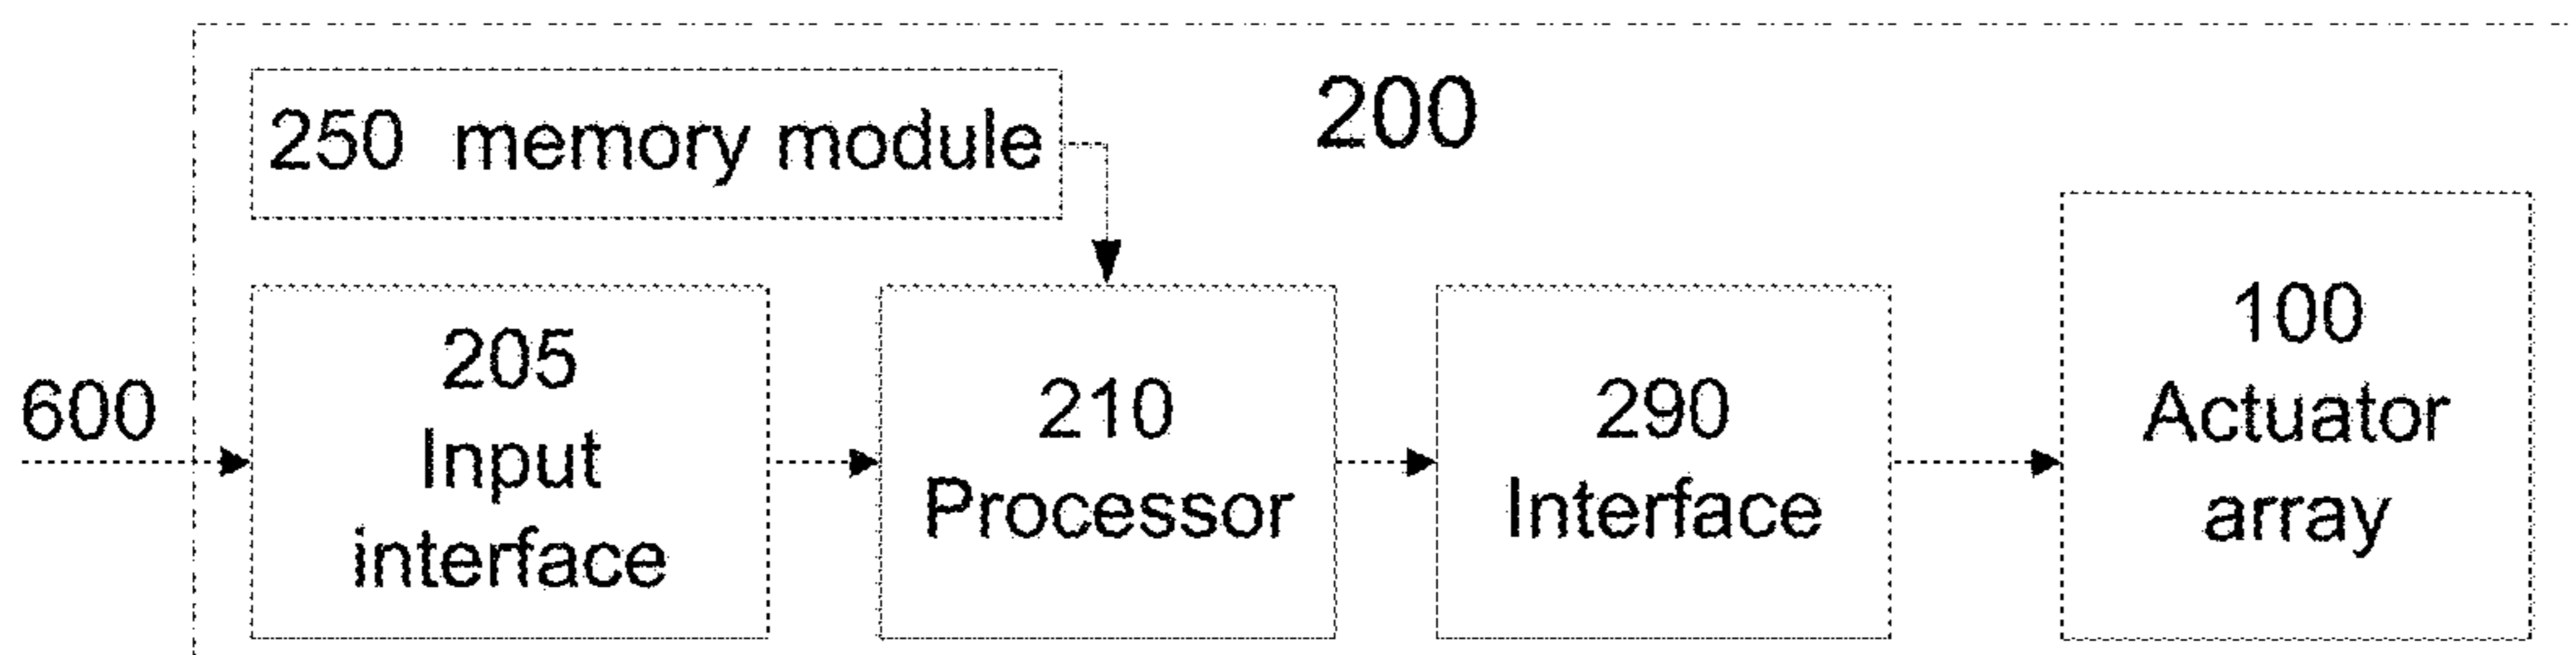 200
250 memory module
600
205
Input
interface
210
Processor
290
Interface
100
Actuator
array